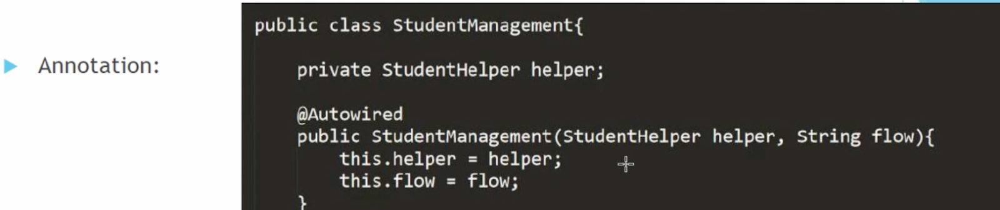 public class StudentManagement{
Annotation:
private StudentHelper helper;
@Autowired
public StudentManagement(StudentHelper helper, String flow){
this.helper = helper;
this.flow = flow;
}